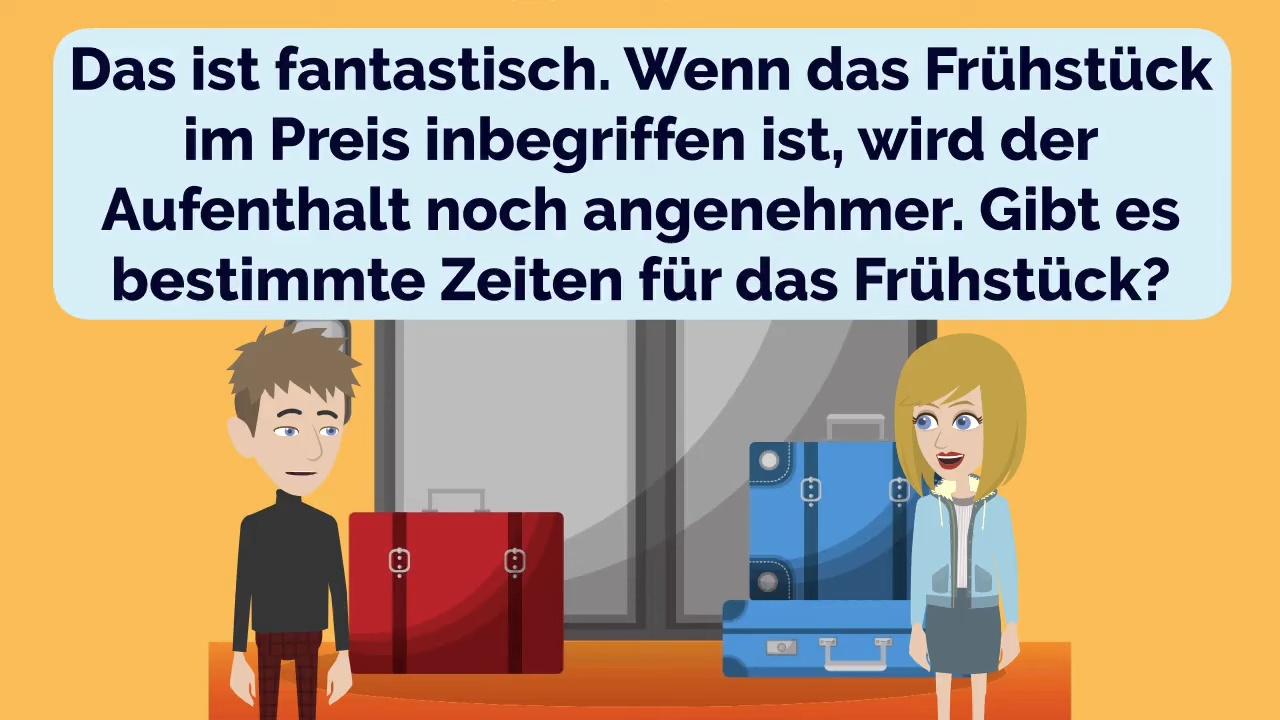 Das ist fantastisch. Wenn das Frühstück
im Preis inbegriffen ist, wird der
Aufenthalt noch angenehmer. Gibt es
bestimmte Zeiten für das Frühstück?